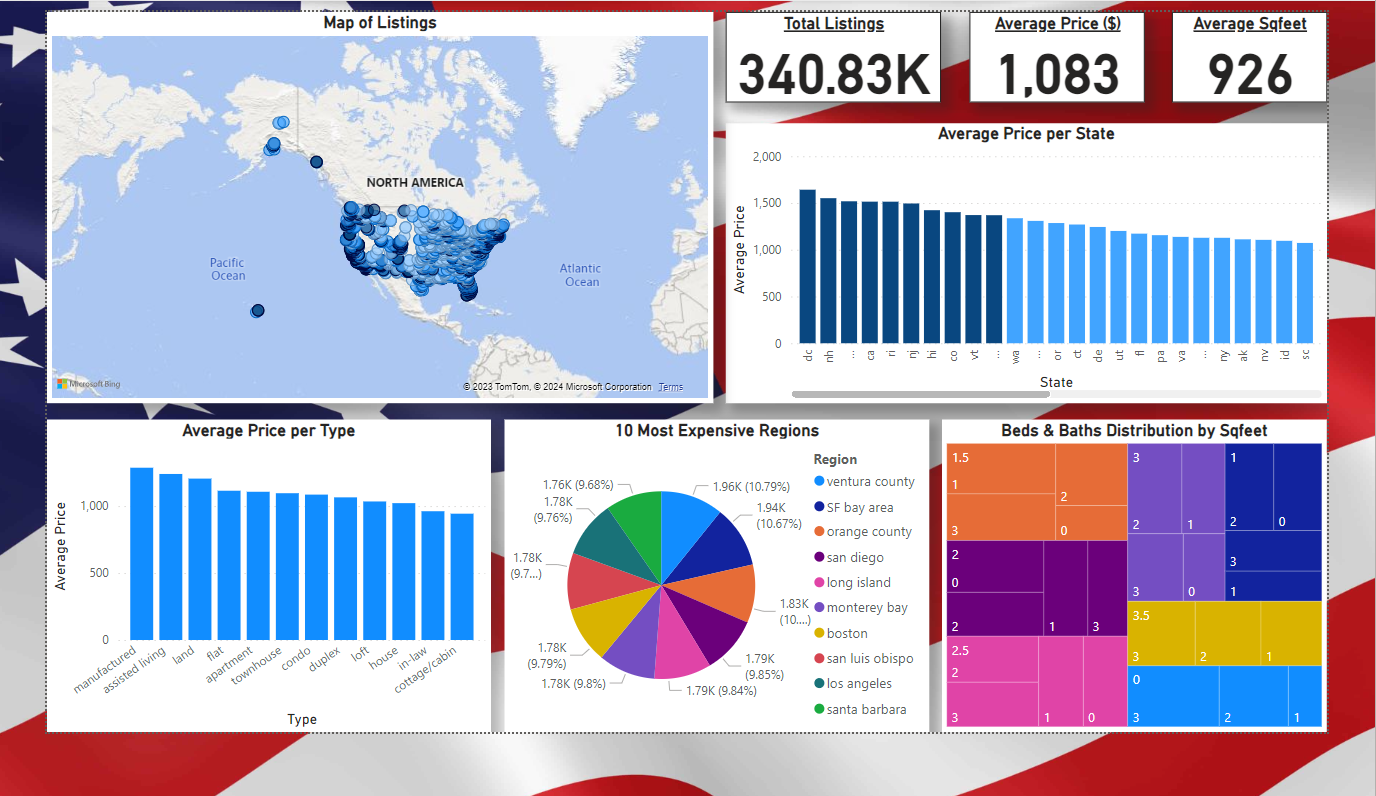 Map of Listings
NORTH AMERICA
Pacific
Ocean
Atlantic
Ocean
Microsoft Bing
© 2023 TomTom, © 2024 Microsoft Corporation Terms
Total Listings
340.83K
Average Price ($)
1,083
Average Sqfeet
926
Average Price per State
Average Price
2,000
1,500
1,000
500
0
dc nh ... ca ri nj hi co vt ... wa ... or ct de ut fl pa va ... ny ak nv id sc
State
Average Price per Type
Average Price
1,000
500
0
manufactured
assisted living
land
flat
apartment
townhouse
condo
duplex
loft
house
in-law
cottage/cabin
Type
10 Most Expensive Regions
1.96K (10.79%)
1.94K
(10.67%)
1.83K
(10....)
1.79K
(9.85%)
1.79K (9.84%)
1.78K (9.8%)
1.78K
(9.79%)
1.78K
(9.7...)
1.78K
(9.76%)
1.76K (9.68%)
Region
ventura county
SF bay area
orange county
san diego
long island
monterey bay
boston
san luis obispo
los angeles
santa barbara
Beds & Baths Distribution by Sqfeet
1.5
1
3
2
0
2
0
2
1
3
2.5
2
3
1
0
3
2
1
3
0
1
2
0
3
1
3.5
3
2
1
0
3
2
1